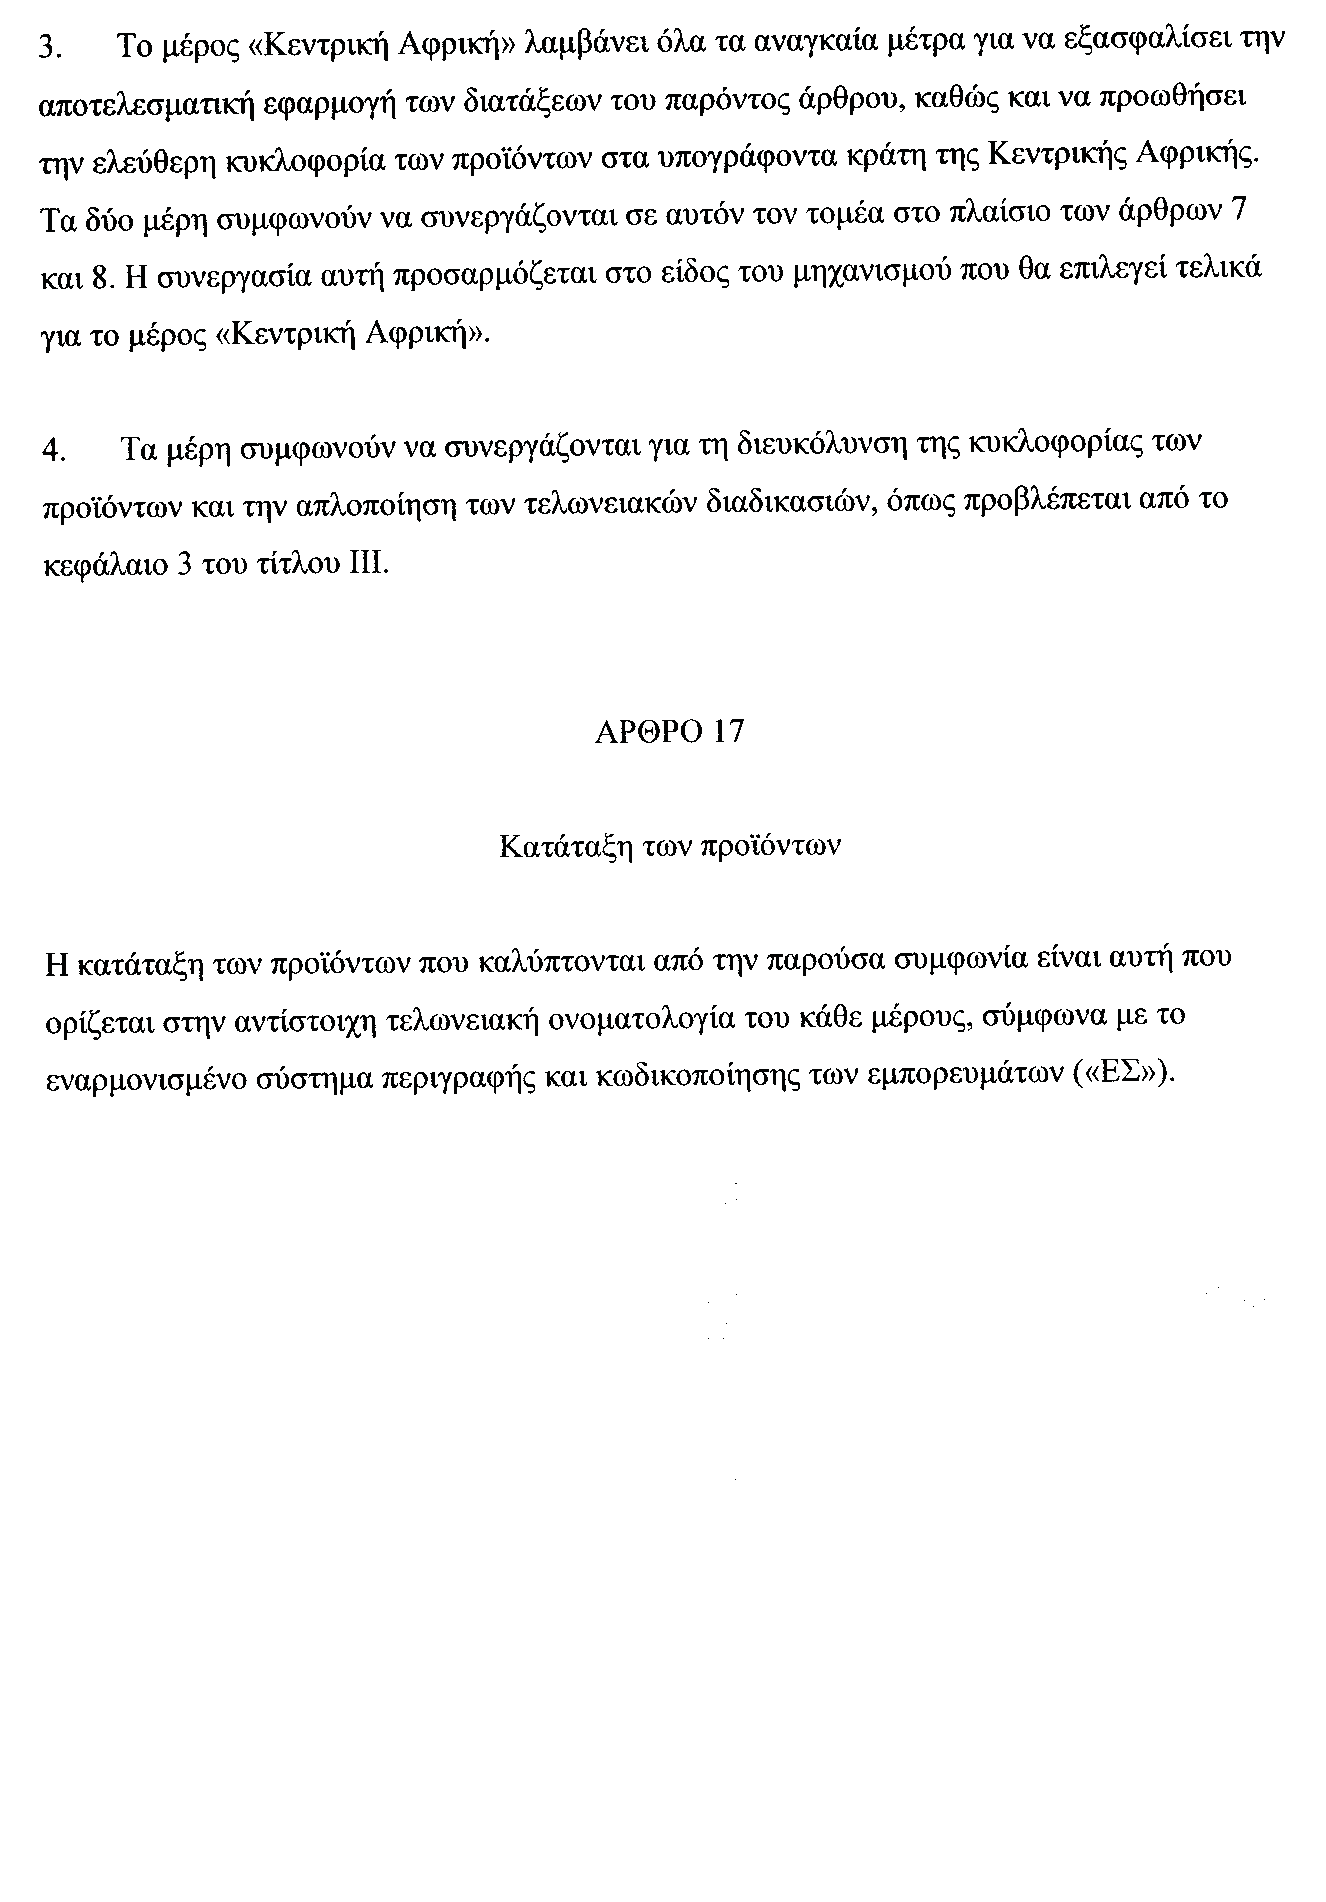 3. Το μέρος «Κεντρική Αφρική» λαμβάνει όλα τα αναγκαία μέτρα για να εξασφαλίσει την
αποτελεσματική εφαρμογή των διατάξεων του παρόντος άρθρου, καθώς και να προωθήσει
την ελεύθερη κυκλοφορία των προϊόντων στα υπογράφοντα κράτη της Κεντρικής Αφρικής.
Τα δύο μέρη συμφωνούν να συνεργάζονται σε αυτόν τον τομέα στο πλαίσιο των άρθρων 7
και 8. Η συνεργασία αυτή προσαρμόζεται στο είδος του μηχανισμού που θα επιλεγεί τελικά
για το μέρος «Κεντρική Αφρική».
4. Τα μέρη συμφωνούν να συνεργάζονται για τη διευκόλυνση της κυκλοφορίας των
προϊόντων και την απλοποίηση των τελωνειακών διαδικασιών, όπως προβλέπεται από το
κεφάλαιο 3 του τίτλου III.
ΑΡΘΡΟ 17
Κατάταξη των προϊόντων
Η κατάταξη των προϊόντων που καλύπτονται από την παρούσα συμφωνία είναι αυτή που
ορίζεται στην αντίστοιχη τελωνειακή ονοματολογία του κάθε μέρους, σύμφωνα με το
εναρμονισμένο σύστημα περιγραφής και κωδικοποίησης των εμπορευμάτων («ΕΣ»).